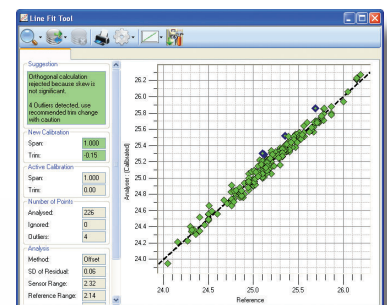 Line Fit Tool
Suggestion
Orthogonal calculation
rejected because skew is
not significant.
4 Outliers detected, use
recommended trim change
with caution
New Calibration
Span: 1.000
Trim: -0.15
Active Calibration
Span: 1.000
Trim: 0.00
Number of Points
Analysed: 226
Ignored: 0
Outliers: 4
Analysis
Method: Offset
SD of Residual: 0.06
Sensor Range: 2.32
Reference Range: 2.14
Analyser (Calibrated)
26.2
26.0
25.8
25.6
25.4
25.2
25.0
24.8
24.6
24.4
24.2
24.0
24.0 24.5 25.0 25.5 26.0
Reference